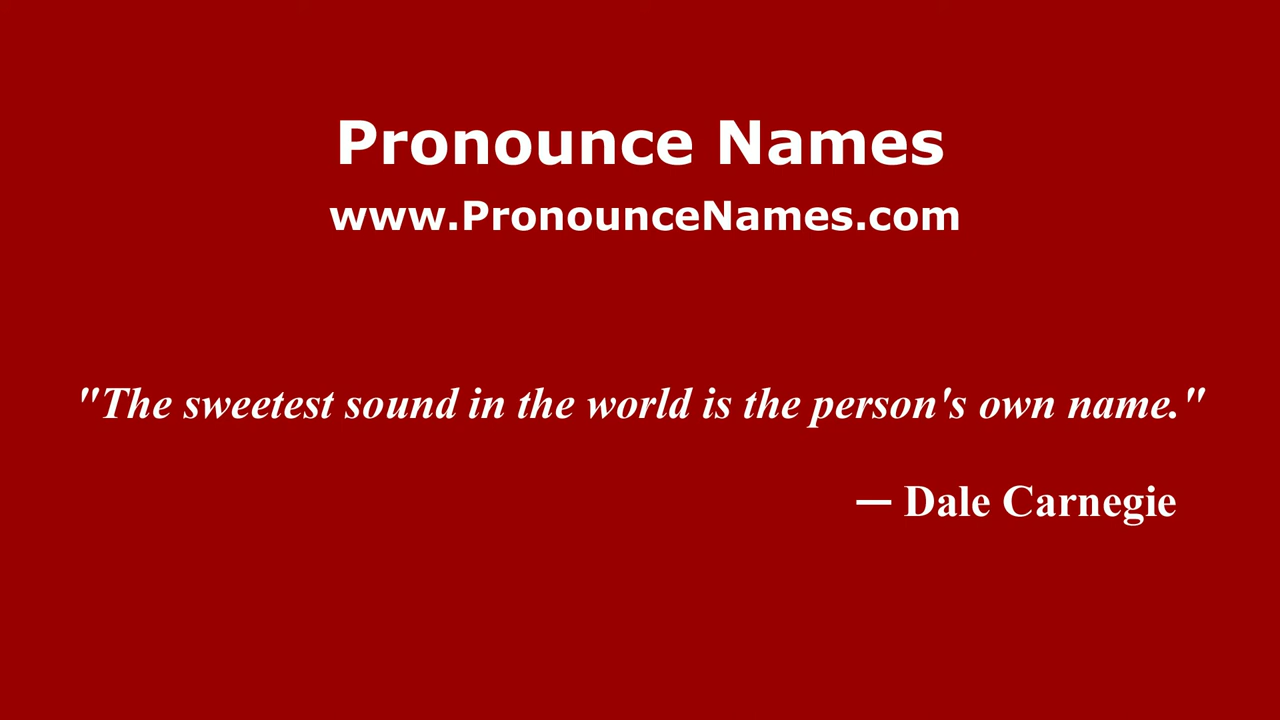 Pronounce Names
www.PronounceNames.com
"The sweetest sound in the world is the person's own name."
— Dale Carnegie